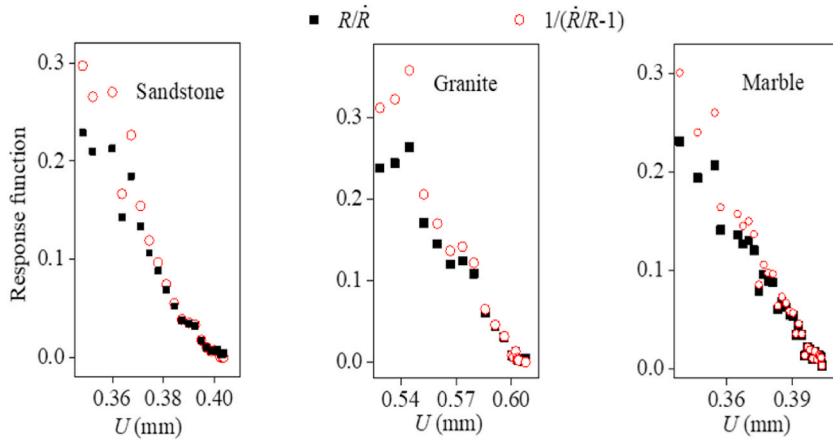 R/Ṙ
1/(Ṙ/R-1)
Response function
0.3
0.2
0.1
0.0
Sandstone
0.36
0.38
0.40
U (mm)
0.3
0.2
0.1
0.0
Granite
0.54
0.57
0.60
U (mm)
0.3
0.2
0.1
0.0
Marble
0.36
0.39
U (mm)